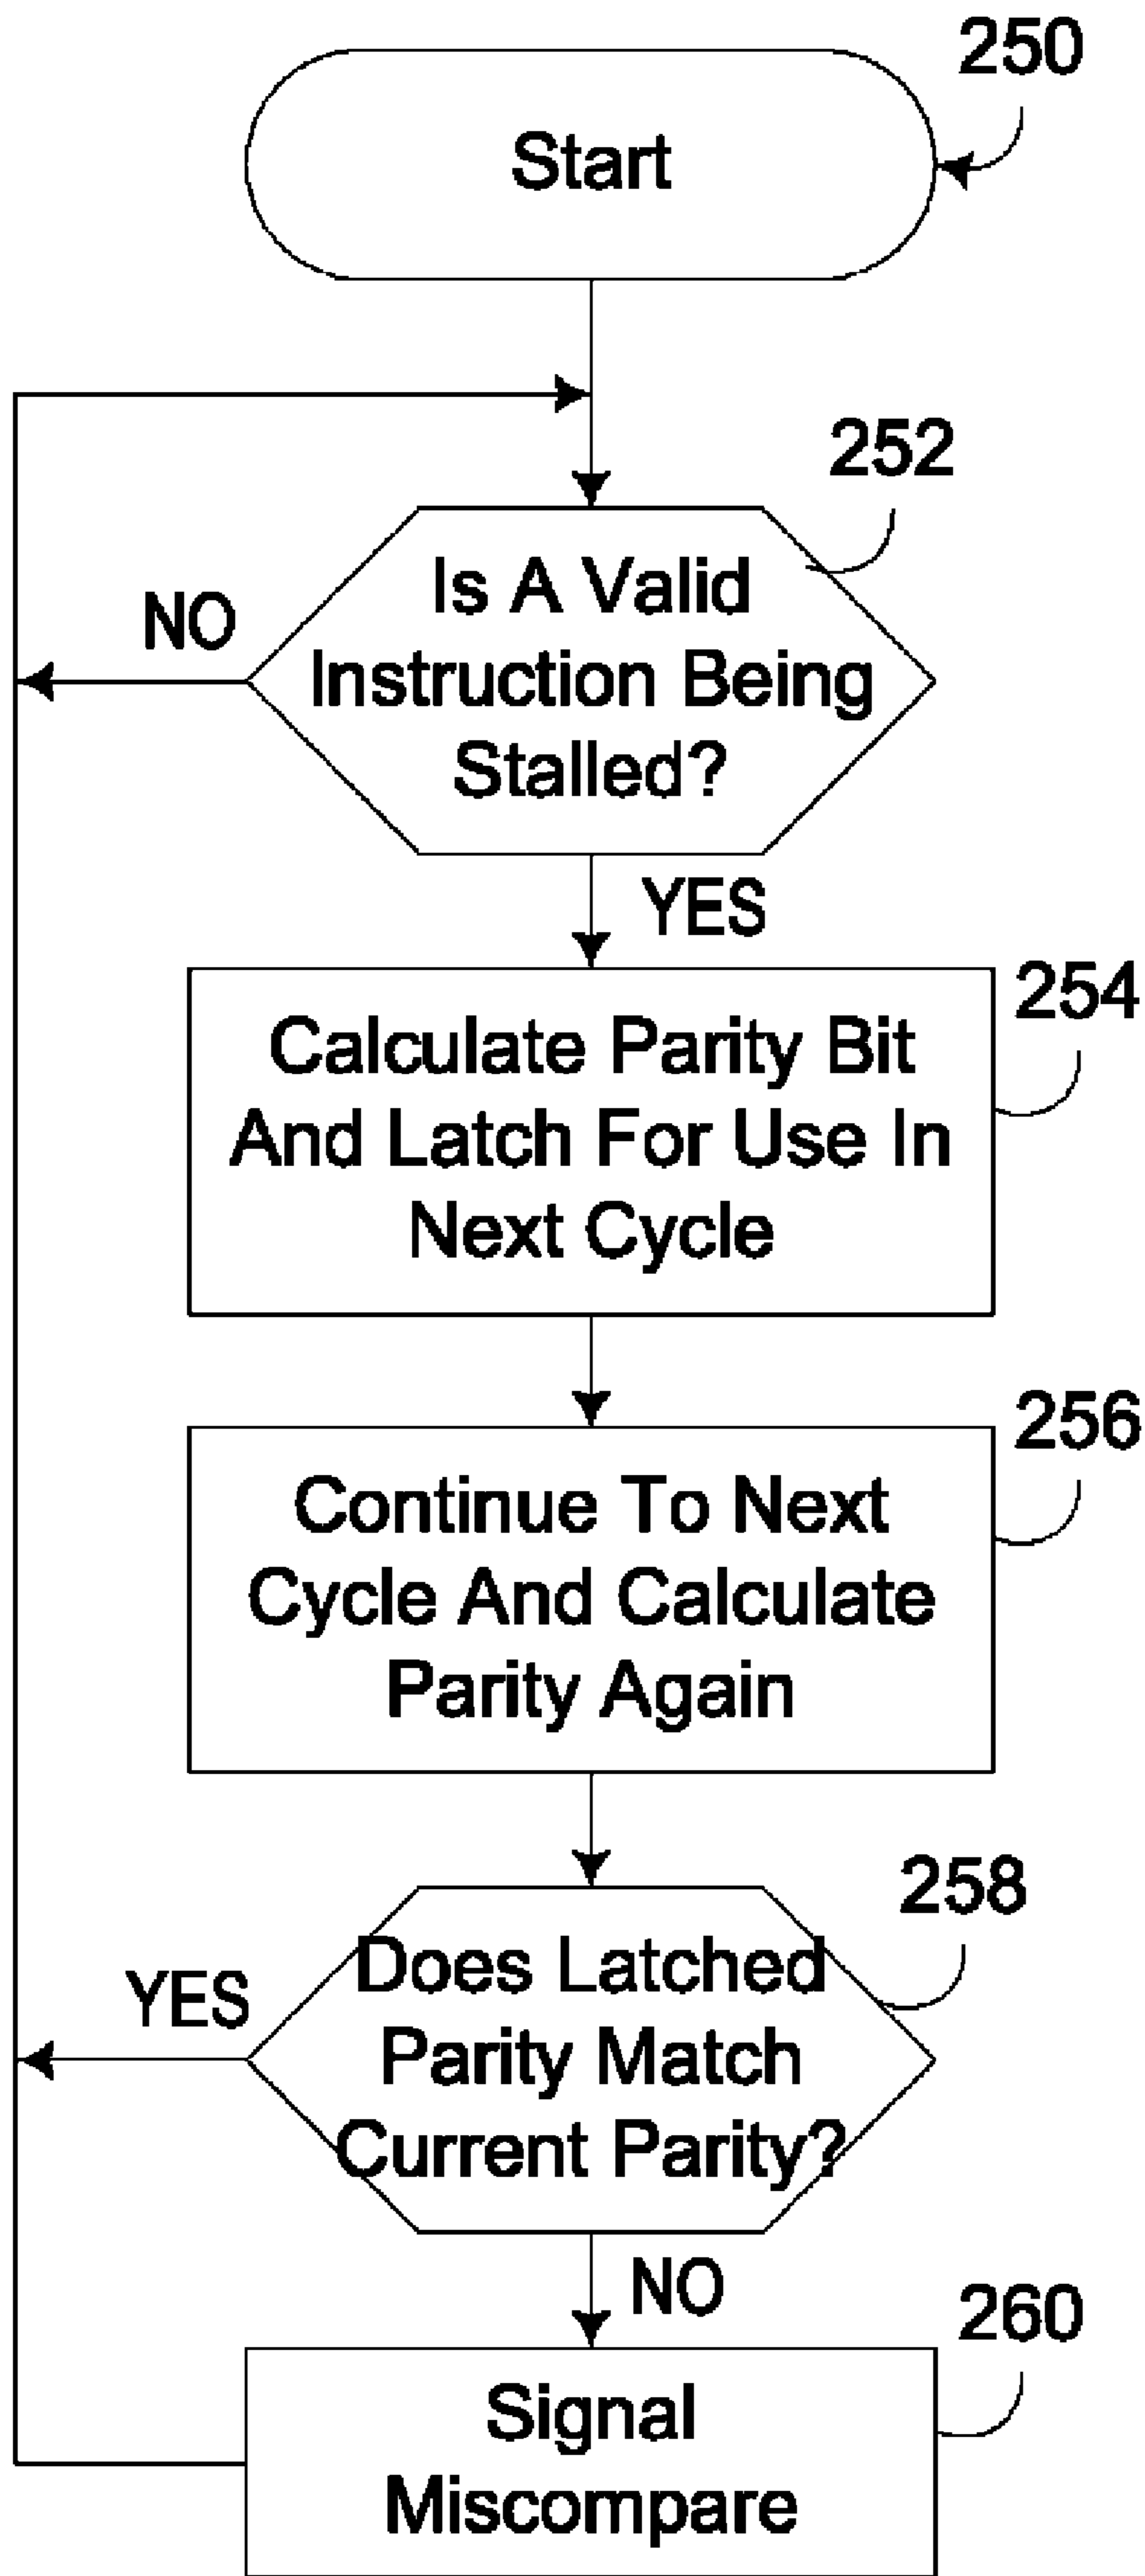 250
Start
252
Is A Valid
Instruction Being
Stalled?
NO
YES
254
Calculate Parity Bit
And Latch For Use In
Next Cycle
256
Continue To Next
Cycle And Calculate
Parity Again
258
Does Latched
Parity Match
Current Parity?
YES
NO
260
Signal
Miscompare